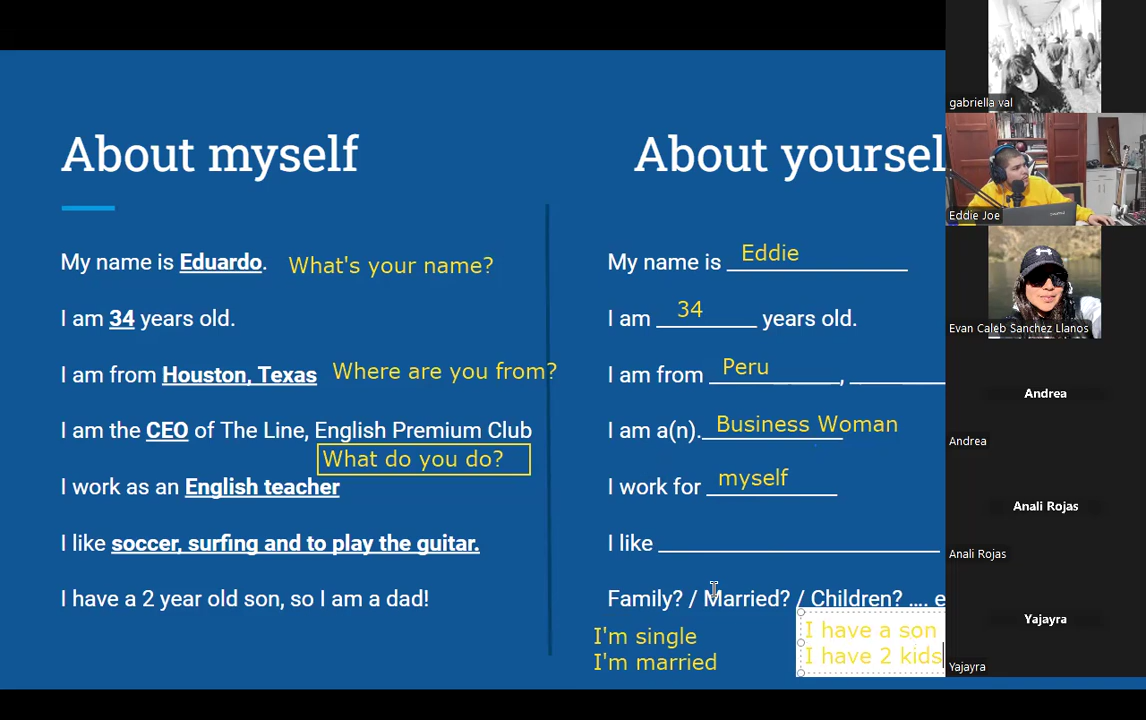 About myself
My name is Eduardo. What's your name?
I am 34 years old.
I am from Houston, Texas Where are you from?
I am the CEO of The Line, English Premium Club
What do you do?
I work as an English teacher
I like soccer, surfing and to play the guitar.
I have a 2 year old son, so I am a dad!
About yoursel
My name is Eddie
I am 34 years old.
I am from Peru ,
I am a(n). Business Woman
I work for myself
I like
Family? / Married? / Children? .... e
I'm single
I'm married
I have a son
I have 2 kids
gabriella val
Eddie Joe
Evan Caleb Sanchez Llanos
Andrea
Andrea
Anali Rojas
Anali Rojas
Yajayra
Yajayra